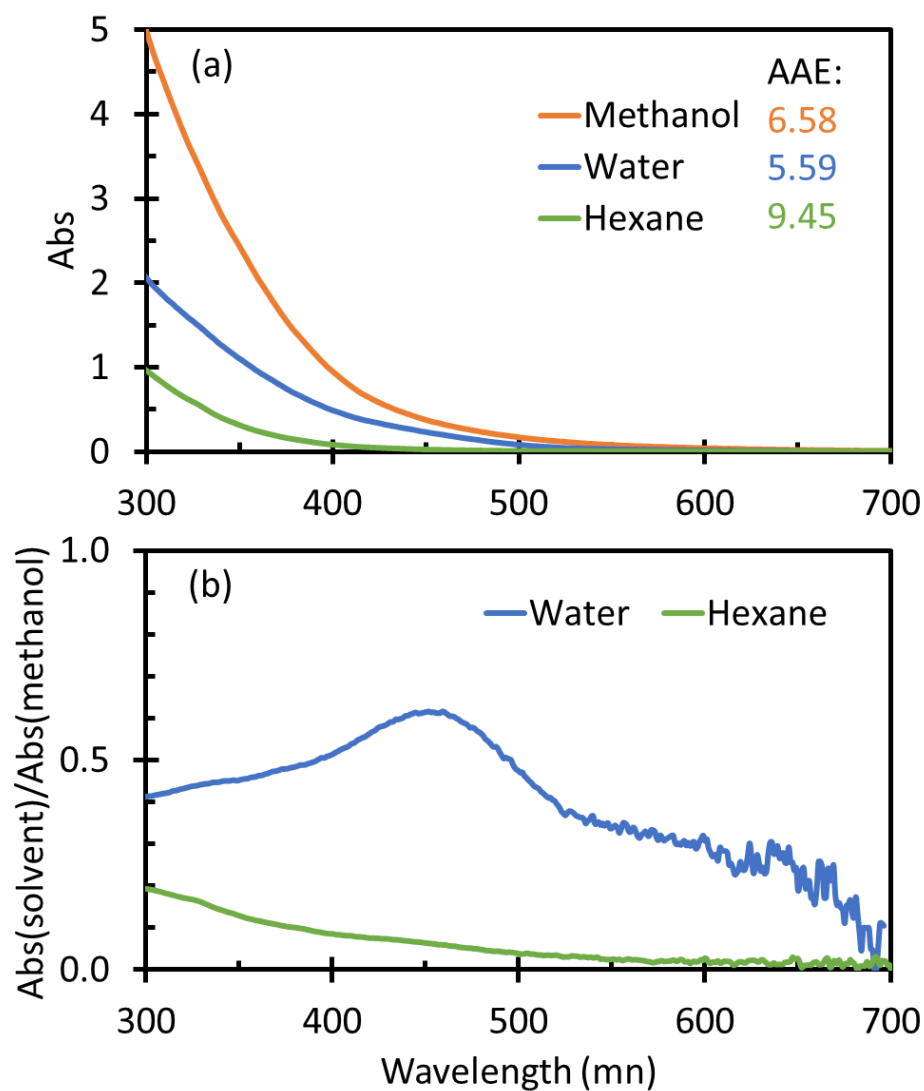 5
(a)
AAE:
4
Methanol 6.58
3
Water 5.59
Hexane 9.45
Abs
2
1
0
300 400 500 600 700
1.0
(b)
Water Hexane
Abs(solvent)/Abs(methanol)
0.5
0.0
300 400 500 600 700
Wavelength (mn)